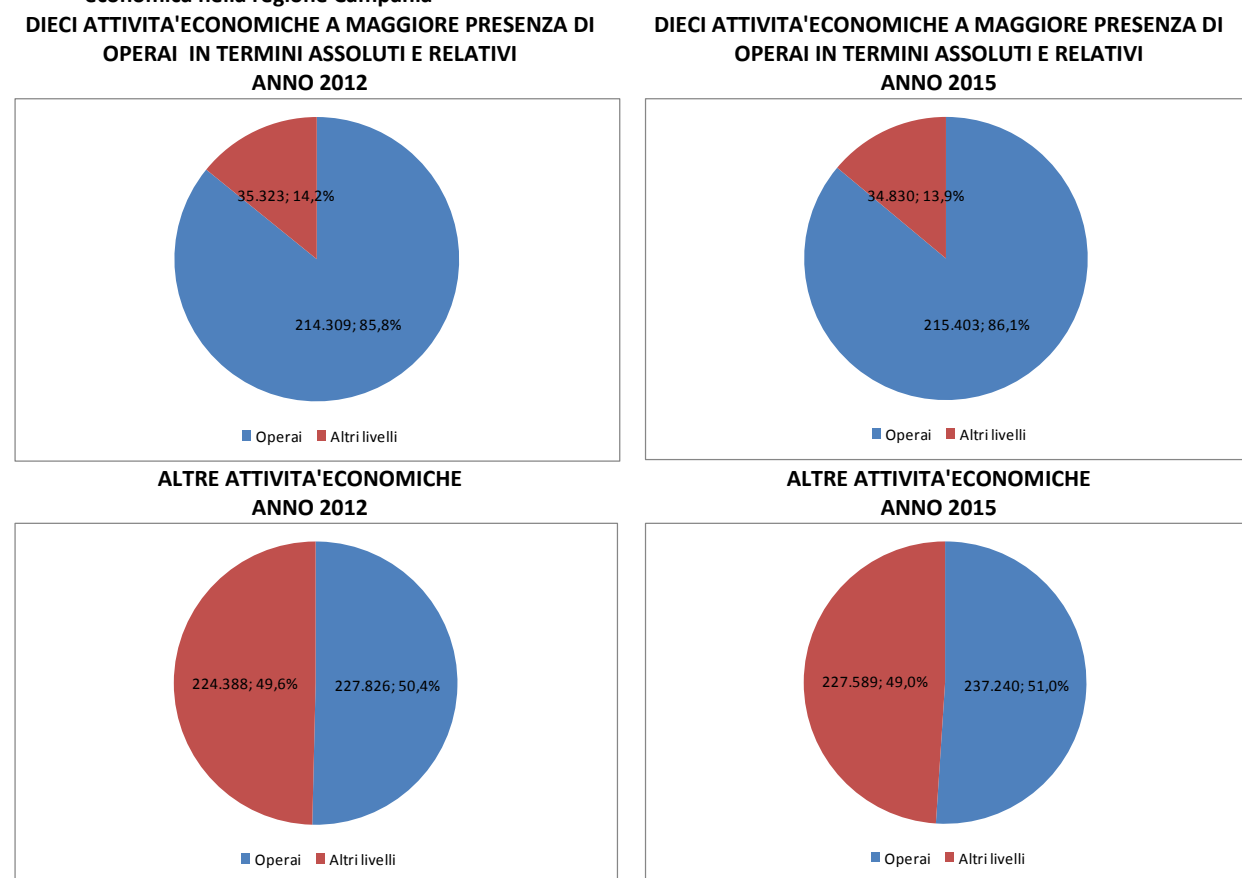 economica nella regione Campania
DIECI ATTIVITA'ECONOMICHE A MAGGIORE PRESENZA DI
OPERAI IN TERMINI ASSOLUTI E RELATIVI
ANNO 2012
35.323; 14,2%
214.309; 85,8%
Operai Altri livelli
DIECI ATTIVITA'ECONOMICHE A MAGGIORE PRESENZA DI
OPERAI IN TERMINI ASSOLUTI E RELATIVI
ANNO 2015
34.830; 13,9%
215.403; 86,1%
Operai Altri livelli
ALTRE ATTIVITA'ECONOMICHE
ANNO 2012
224.388; 49,6% 227.826; 50,4%
Operai Altri livelli
ALTRE ATTIVITA'ECONOMICHE
ANNO 2015
227.589; 49,0% 237.240; 51,0%
Operai Altri livelli